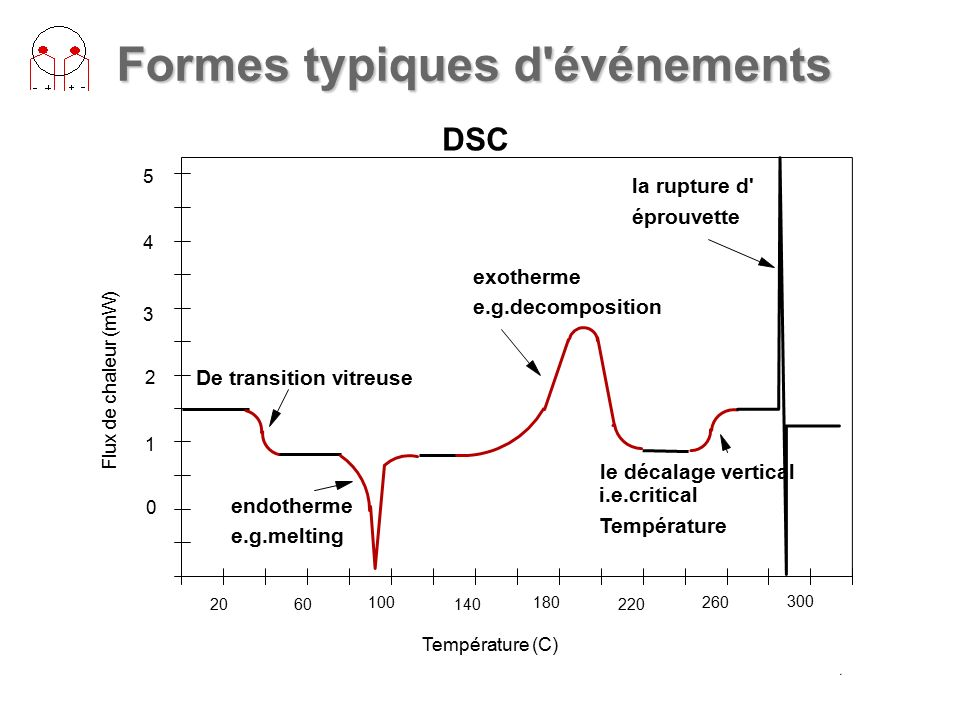 Formes typiques d'événements
- + + -
DSC
5
4
3
2
1
0
Flux de chaleur (mW)
la rupture d'
éprouvette
exotherme
e.g.decomposition
De transition vitreuse
endotherme
e.g.melting
le décalage vertical
i.e.critical
Température
20 60 100 140 180 220 260 300
Température (C)
.